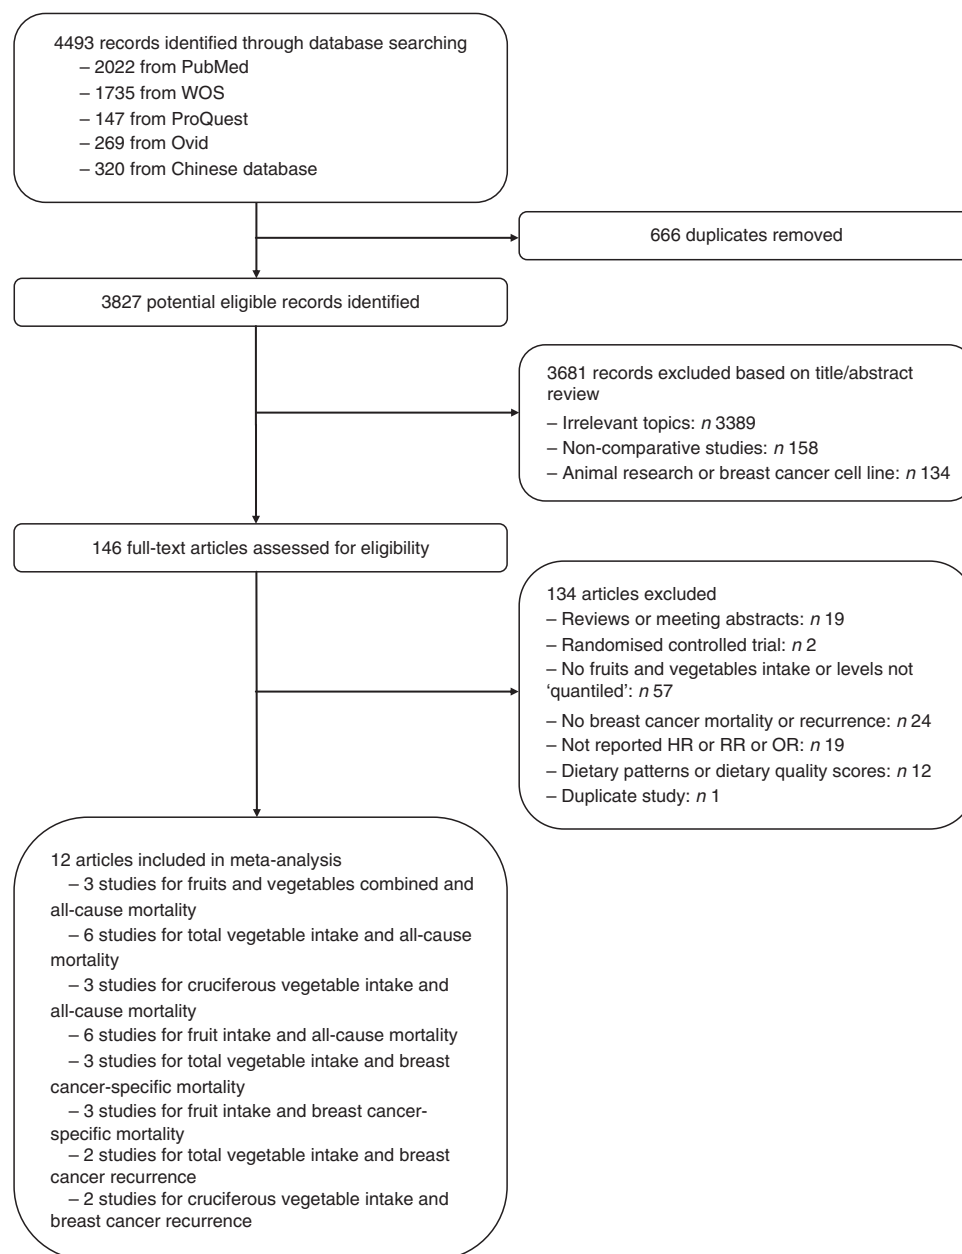 4493 records identified through database searching
– 2022 from PubMed
– 1735 from WOS
– 147 from ProQuest
– 269 from Ovid
– 320 from Chinese database
666 duplicates removed
3827 potential eligible records identified
3681 records excluded based on title/abstract
review
– Irrelevant topics: n 3389
– Non-comparative studies: n 158
– Animal research or breast cancer cell line: n 134
146 full-text articles assessed for eligibility
134 articles excluded
– Reviews or meeting abstracts: n 19
– Randomised controlled trial: n 2
– No fruits and vegetables intake or levels not
‘quantiled’: n 57
– No breast cancer mortality or recurrence: n 24
– Not reported HR or RR or OR: n 19
– Dietary patterns or dietary quality scores: n 12
– Duplicate study: n 1
12 articles included in meta-analysis
– 3 studies for fruits and vegetables combined and
all-cause mortality
– 6 studies for total vegetable intake and all-cause
mortality
– 3 studies for cruciferous vegetable intake and
all-cause mortality
– 6 studies for fruit intake and all-cause mortality
– 3 studies for total vegetable intake and breast
cancer-specific mortality
– 3 studies for fruit intake and breast cancer-
specific mortality
– 2 studies for total vegetable intake and breast
cancer recurrence
– 2 studies for cruciferous vegetable intake and
breast cancer recurrence